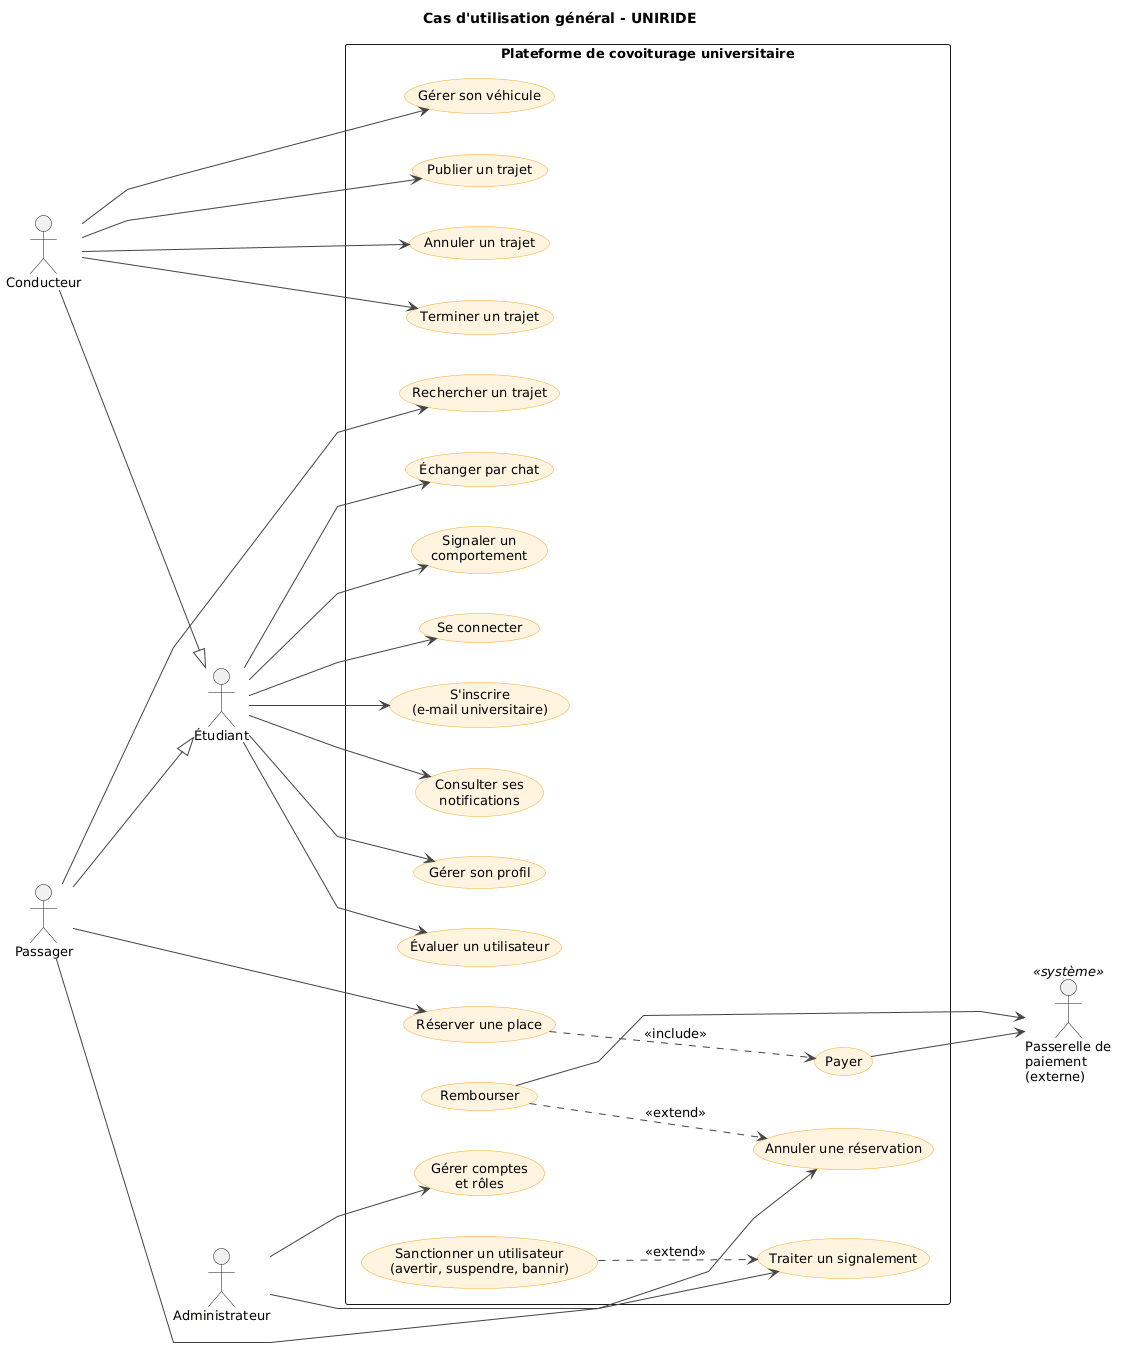 Cas d'utilisation général - UNIRIDE
Plateforme de covoiturage universitaire
Gérer son véhicule
Publier un trajet
Annuler un trajet
Conducteur
Terminer un trajet
Rechercher un trajet
Échanger par chat
Signaler un
comportement
Se connecter
S'inscrire
(e-mail universitaire)
Étudiant
Consulter ses
notifications
Gérer son profil
Évaluer un utilisateur
Passager
«système»
Passerelle de
paiement
(externe)
Réserver une place
«include»
Payer
Rembourser
«extend»
Annuler une réservation
Gérer comptes
et rôles
Sanctionner un utilisateur
(avertir, suspendre, bannir)
«extend»
Traiter un signalement
Administrateur